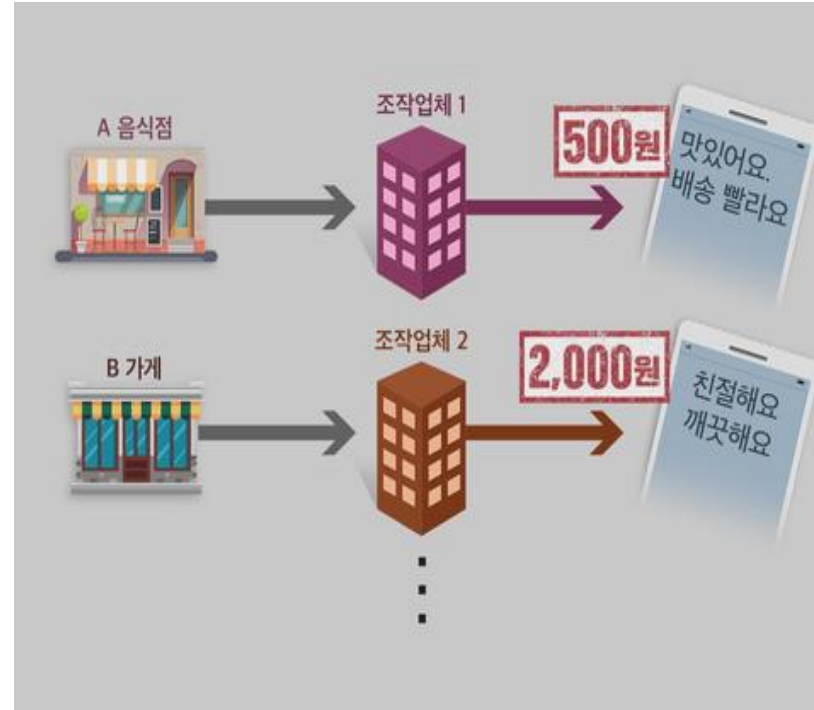 A 음식점
조작업체 1
500원
맛있어요.
배송 빨라요
B 가게
조작업체 2
2,000원
친절해요
깨끗해요